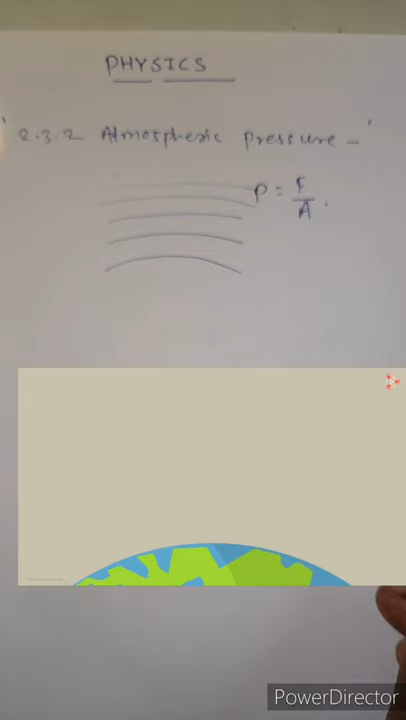 PHYSICS
2.3.2 Atmospheric Pressure -
P = F/A.
PowerDirector